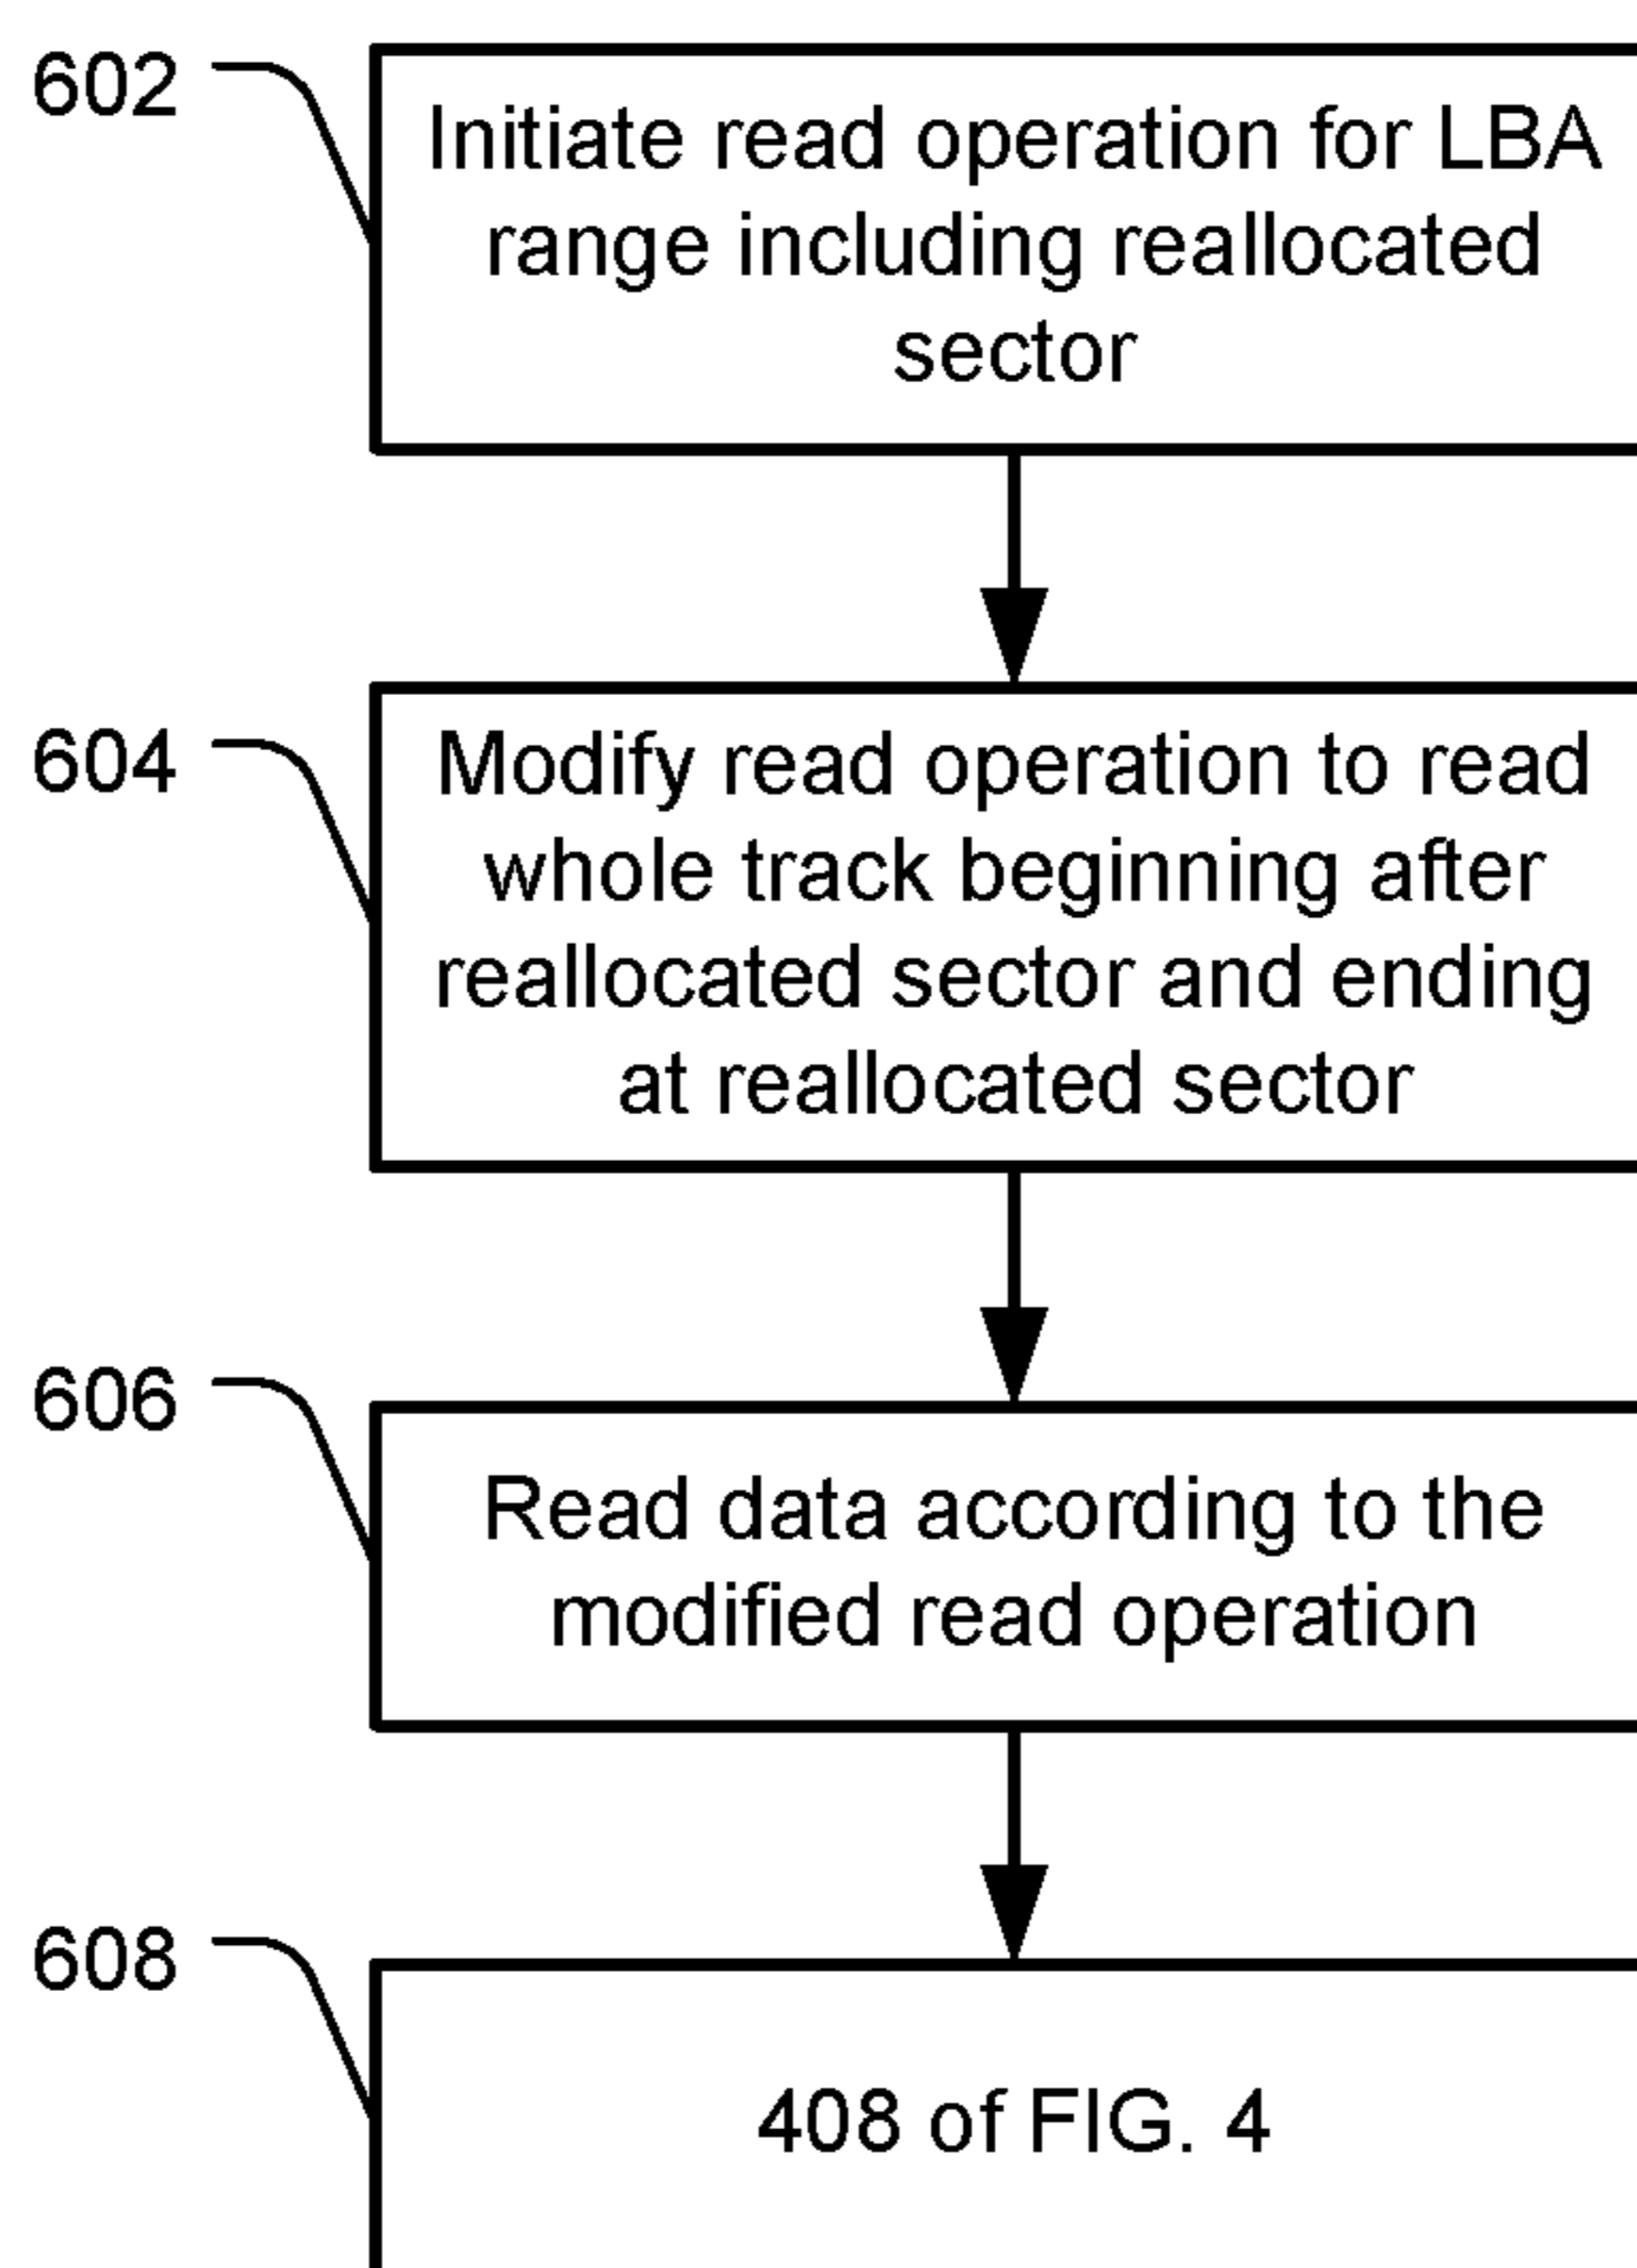 602
Initiate read operation for LBA
range including reallocated
sector
604
Modify read operation to read
whole track beginning after
reallocated sector and ending
at reallocated sector
606
Read data according to the
modified read operation
608
408 of FIG. 4